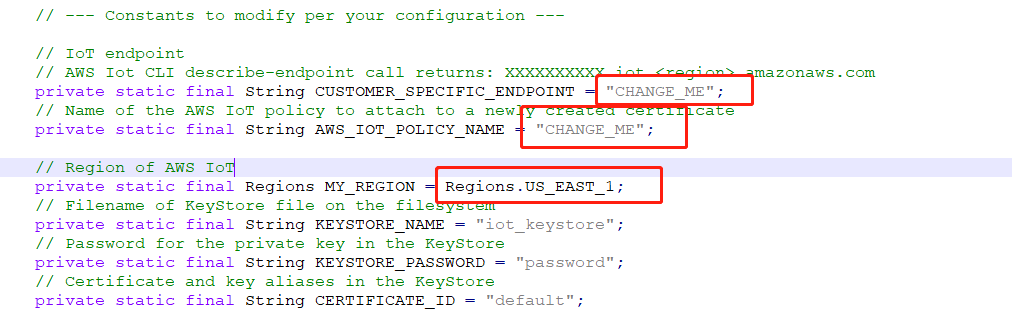 // --- Constants to modify per your configuration ---
// IoT endpoint
// AWS Iot CLI describe-endpoint call returns: XXXXXXXXXX.iot.<region>.amazonaws.com
private static final String CUSTOMER_SPECIFIC_ENDPOINT = "CHANGE_ME";
// Name of the AWS IoT policy to attach to a newly created certificate
private static final String AWS_IOT_POLICY_NAME = "CHANGE_ME";
// Region of AWS IoT
private static final Regions MY_REGION = Regions.US_EAST_1;
// Filename of KeyStore file on the filesystem
private static final String KEYSTORE_NAME = "iot_keystore";
// Password for the private key in the KeyStore
private static final String KEYSTORE_PASSWORD = "password";
// Certificate and key aliases in the KeyStore
private static final String CERTIFICATE_ID = "default";